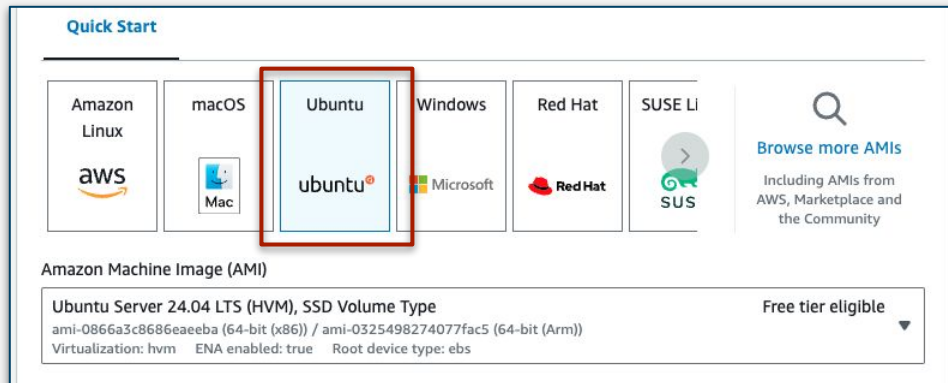 Quick Start
Amazon
Linux
aws
macOS
Mac
Ubuntu
ubuntu
Windows
Microsoft
Red Hat
Red Hat
SUSE Li
SUS
Browse more AMIs
Including AMIs from
AWS, Marketplace and
the Community
Amazon Machine Image (AMI)
Ubuntu Server 24.04 LTS (HVM), SSD Volume Type
Free tier eligible
ami-0866a3c8686eaeeba (64-bit (x86)) / ami-0325498274077fac5 (64-bit (Arm))
Virtualization: hvm ENA enabled: true Root device type: ebs